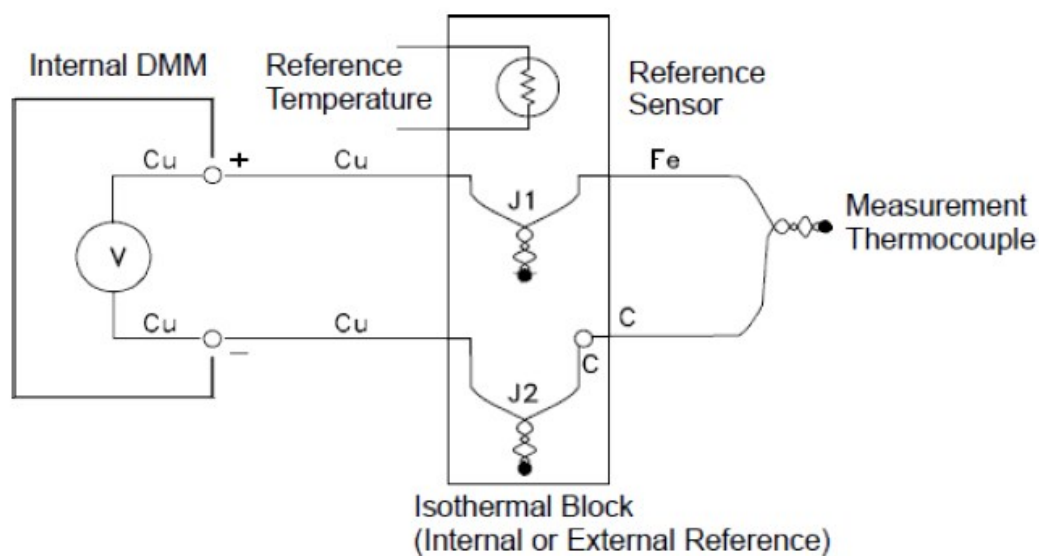 Internal DMM
Reference
Temperature
Reference
Sensor
Cu
+
Cu
Fe
J1
Measurement
Thermocouple
V
Cu
–
Cu
C
C
J2
Isothermal Block
(Internal or External Reference)